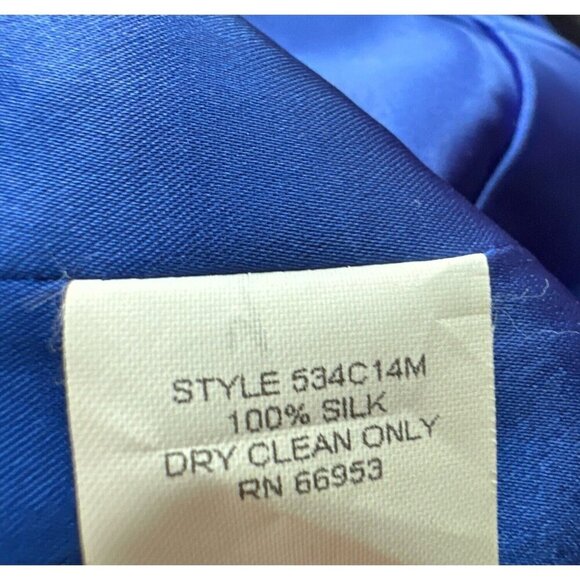 STYLE 534C14M
100% SILK
DRY CLEAN ONLY
RN 66953